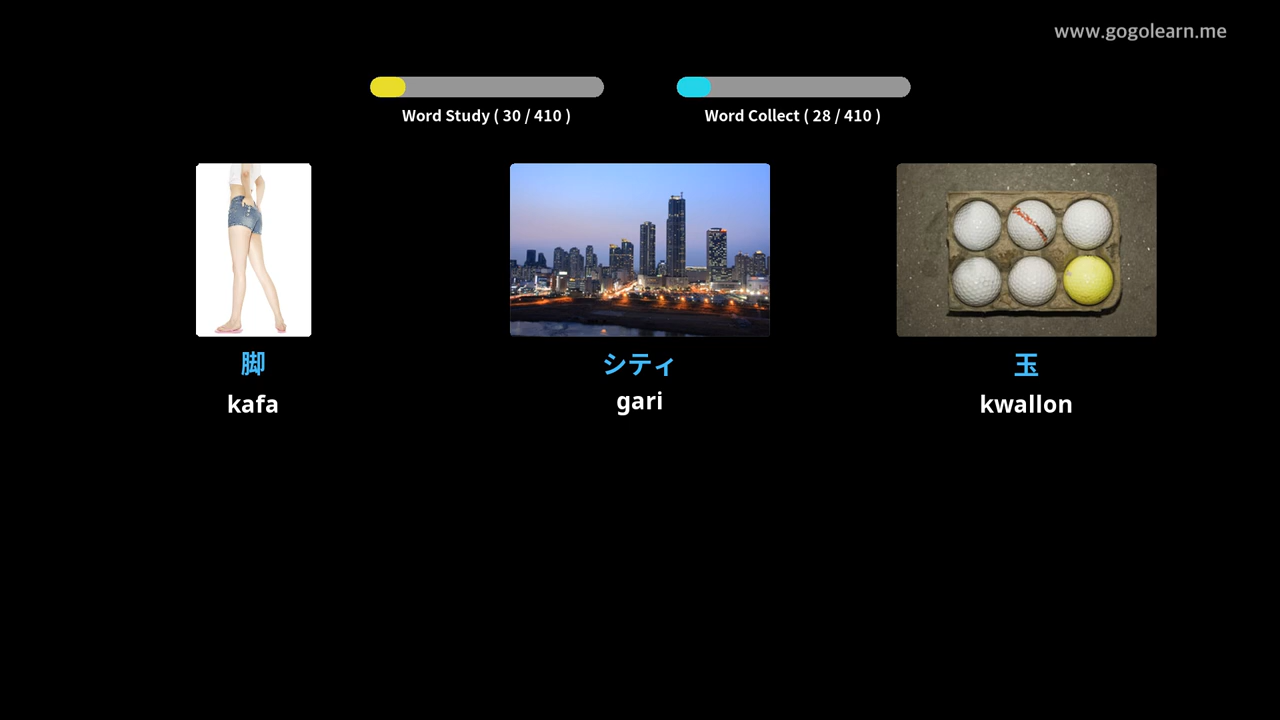 www.gogolearn.me
Word Study ( 30 / 410 )
Word Collect ( 28 / 410 )
脚
kafa
シティ
gari
玉
kwallon